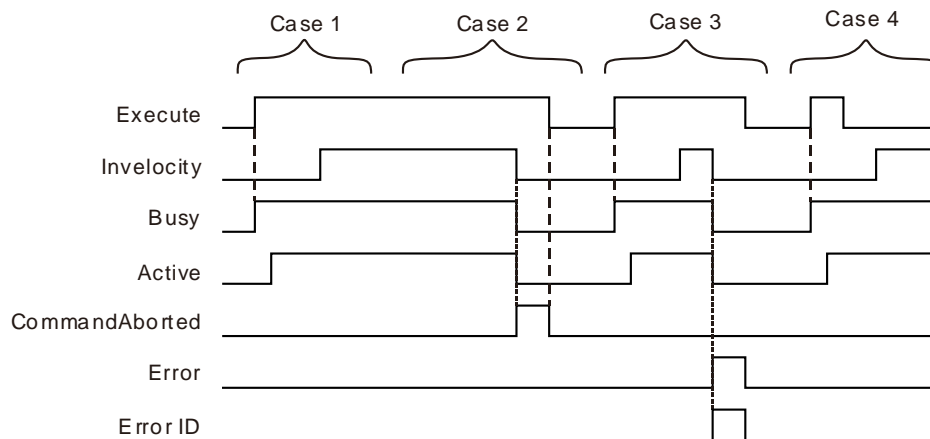 Case 1
Case 2
Case 3
Case 4
Execute
Invelocity
Busy
Active
CommandAborted
Error
Error ID